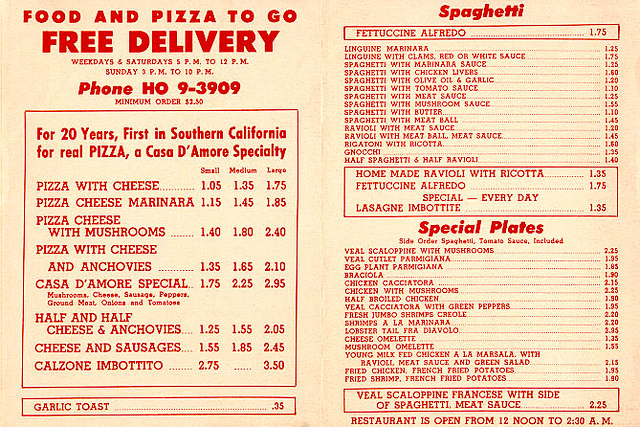 FOOD AND PIZZA TO GO
FREE DELIVERY
WEEKDAYS & SATURDAYS 5 P.M. TO 12 P.M.
SUNDAY 3 P.M. TO 10 P.M.
Phone HO 9-3909
MINIMUM ORDER $2.50
For 20 Years, First in Southern California
for real PIZZA, a Casa D'Amore Specialty
Small Medium Large
PIZZA WITH CHEESE 1.05 1.35 1.75
PIZZA CHEESE MARINARA 1.15 1.45 1.85
PIZZA CHEESE
WITH MUSHROOMS 1.40 1.80 2.40
PIZZA WITH CHEESE
AND ANCHOVIES 1.35 1.65 2.10
CASA D'AMORE SPECIAL 1.75 2.25 2.95
Mushrooms, Cheese, Sausage, Peppers,
Ground Meat, Onions and Tomatoes
HALF AND HALF
CHEESE & ANCHOVIES 1.25 1.55 2.05
CHEESE AND SAUSAGES 1.55 1.85 2.45
CALZONE IMBOTTITO 2.75 3.50
GARLIC TOAST .35
Spaghetti
FETTUCCINE ALFREDO 1.75
LINGUINE MARINARA 1.25
LINGUINE WITH CLAMS, RED OR WHITE SAUCE 1.75
SPAGHETTI WITH MARINARA SAUCE 1.25
SPAGHETTI WITH CHICKEN LIVERS 1.60
SPAGHETTI WITH OLIVE OIL & GARLIC 1.20
SPAGHETTI WITH TOMATO SAUCE 1.10
SPAGHETTI WITH MEAT SAUCE 1.25
SPAGHETTI WITH MUSHROOM SAUCE 1.55
SPAGHETTI WITH BUTTER 1.10
SPAGHETTI WITH MEAT BALL 1.45
RAVIOLI WITH MEAT SAUCE 1.20
RAVIOLI WITH MEAT BALL, MEAT SAUCE 1.45
RIGATONI WITH RICOTTA 1.60
GNOCCHI 1.35
HALF SPAGHETTI & HALF RAVIOLI 1.40
HOME MADE RAVIOLI WITH RICOTTA 1.35
FETTUCCINE ALFREDO 1.75
SPECIAL — EVERY DAY
LASAGNE IMBOTTITE 1.35
Special Plates
Side Order Spaghetti, Tomato Sauce, Included
VEAL SCALOPPINE WITH MUSHROOMS 2.25
VEAL CUTLET PARMIGIANA 1.95
EGG PLANT PARMIGIANA 1.85
BRACIOLA 1.90
CHICKEN CACCIATORA 2.15
CHICKEN WITH MUSHROOMS 2.25
HALF BROILED CHICKEN 1.90
VEAL CACCIATORA WITH GREEN PEPPERS 1.95
FRESH JUMBO SHRIMPS CREOLE 2.20
SHRIMPS A LA MARINARA 2.20
LOBSTER TAIL FRA DIAVOLO 2.95
CHEESE OMELETTE 1.35
MUSHROOM OMELETTE 1.55
YOUNG MILK FED CHICKEN A LA MARSALA, WITH
RAVIOLI, MEAT SAUCE AND GREEN SALAD 2.15
FRIED CHICKEN, FRENCH FRIED POTATOES 1.95
FRIED SHRIMP, FRENCH FRIED POTATOES 1.90
VEAL SCALOPPINE FRANCESE WITH SIDE
OF SPAGHETTI, MEAT SAUCE 2.25
RESTAURANT IS OPEN FROM 12 NOON TO 2:30 A.M.